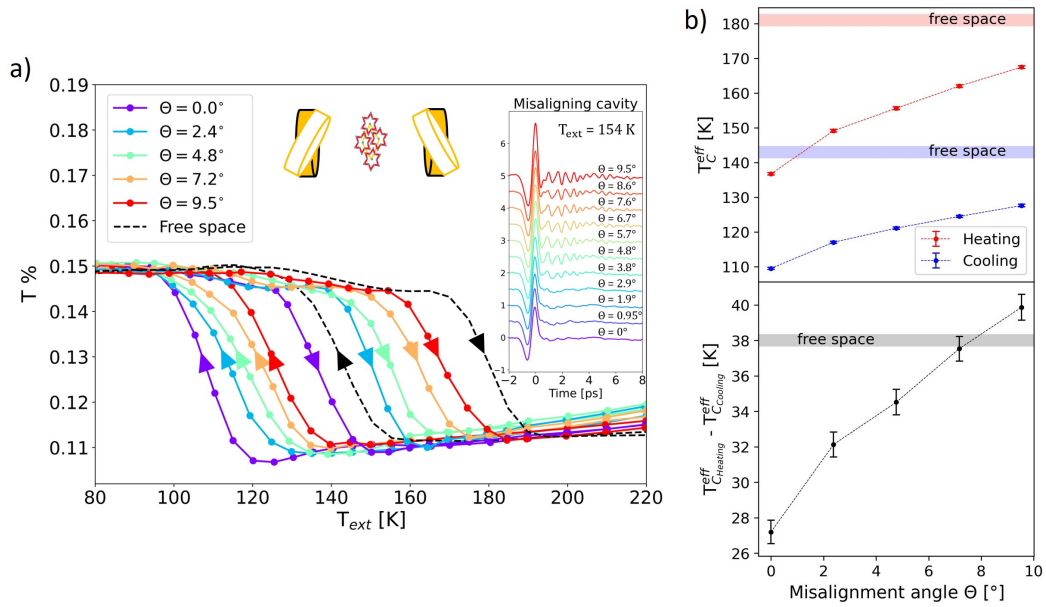 a)
0.19
0.18
0.17
0.16
0.15
0.14
0.13
0.12
0.11
T %
80 100 120 140 160 180 200 220
T_ext [K]
Θ = 0.0°
Θ = 2.4°
Θ = 4.8°
Θ = 7.2°
Θ = 9.5°
Free space
Misaligning cavity
T_ext = 154 K
6
5
4
3
2
1
0
−1
Θ = 9.5°
Θ = 8.6°
Θ = 7.6°
Θ = 6.7°
Θ = 5.7°
Θ = 4.8°
Θ = 3.8°
Θ = 2.9°
Θ = 1.9°
Θ = 0.95°
Θ = 0°
−2 0 2 4 6 8
Time [ps]
b)
180
170
160
150
140
130
120
110
T_C^eff [K]
free space
free space
Heating
Cooling
40
38
36
34
32
30
28
26
T_C_Heating^eff - T_C_Cooling^eff [K]
free space
0 2 4 6 8 10
Misalignment angle Θ [°]